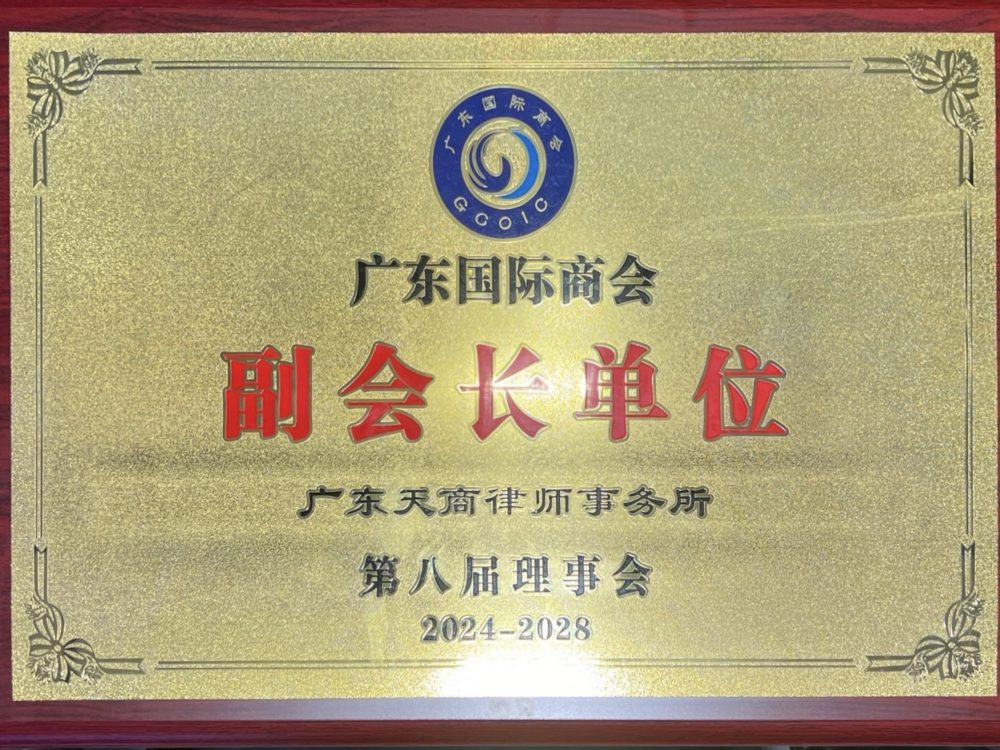 广东国际商会
GCOIC
广东国际商会
副会长单位
广东天商律师事务所
第八届理事会
2024-2028